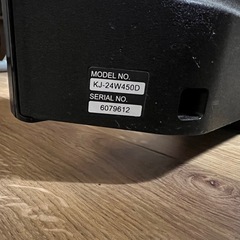 MODEL NO.
KJ-24W450D
SERIAL NO.
6079612